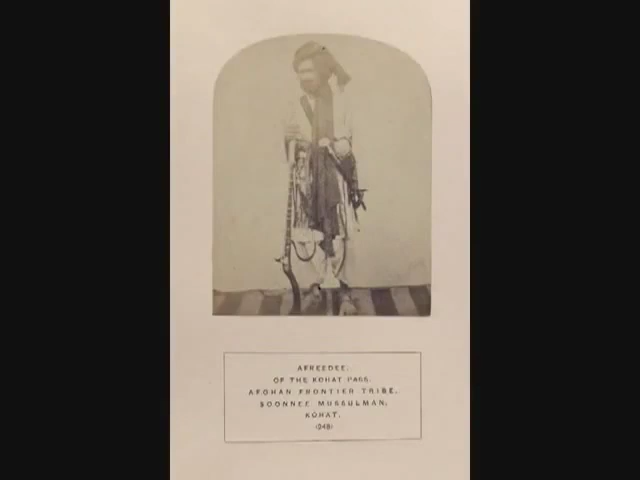 AFREEDEE.
OF THE KOHAT PASS.
AFGHAN FRONTIER TRIBE.
SOONNEE MUSSULMAN.
KOHAT.
(248)